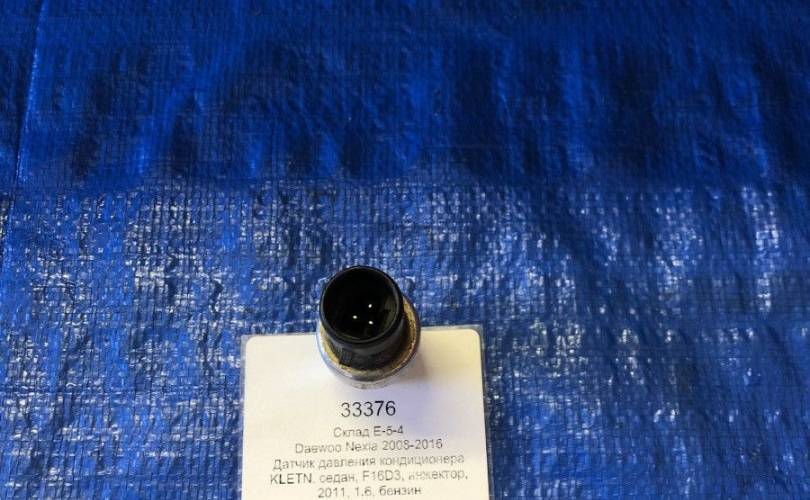 33376
Склад E-5-4
Daewoo Nexia 2008-2016
Датчик давления кондиционера
KLETN, седан, F16D3, инжектор,
2011, 1.6, бензин